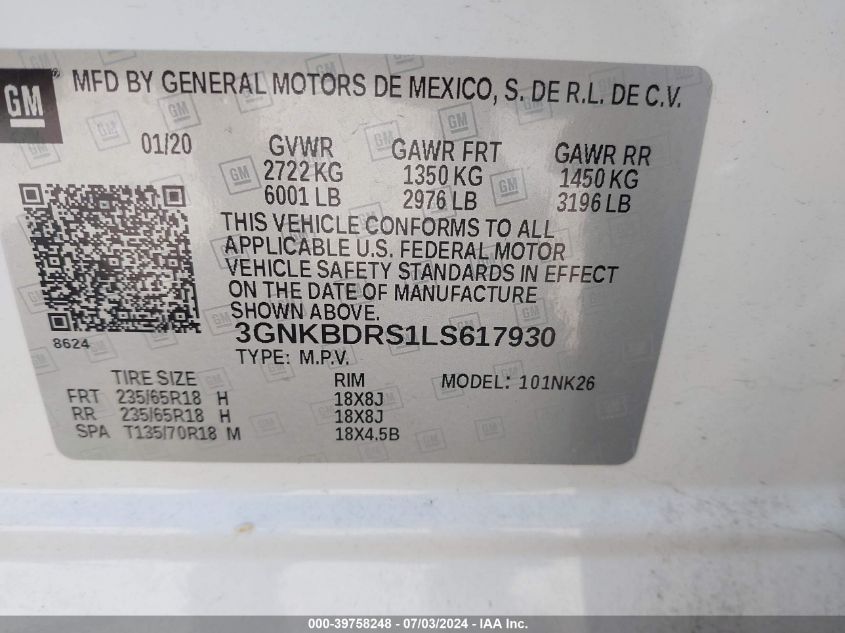 GM ® MFD BY GENERAL MOTORS DE MEXICO, S. DE R.L. DE C.V.
01/20 GVWR GAWR FRT GAWR RR
2722 KG 1350 KG 1450 KG
6001 LB 2976 LB 3196 LB
THIS VEHICLE CONFORMS TO ALL
APPLICABLE U.S. FEDERAL MOTOR
VEHICLE SAFETY STANDARDS IN EFFECT
ON THE DATE OF MANUFACTURE
SHOWN ABOVE.
8624 3GNKBDRS1LS617930
TYPE: M.P.V.
TIRE SIZE RIM MODEL: 101NK26
FRT 235/65R18 H 18X8J
RR 235/65R18 H 18X8J
SPA T135/70R18 M 18X4.5B
000-39758248 - 07/03/2024 - IAA Inc.